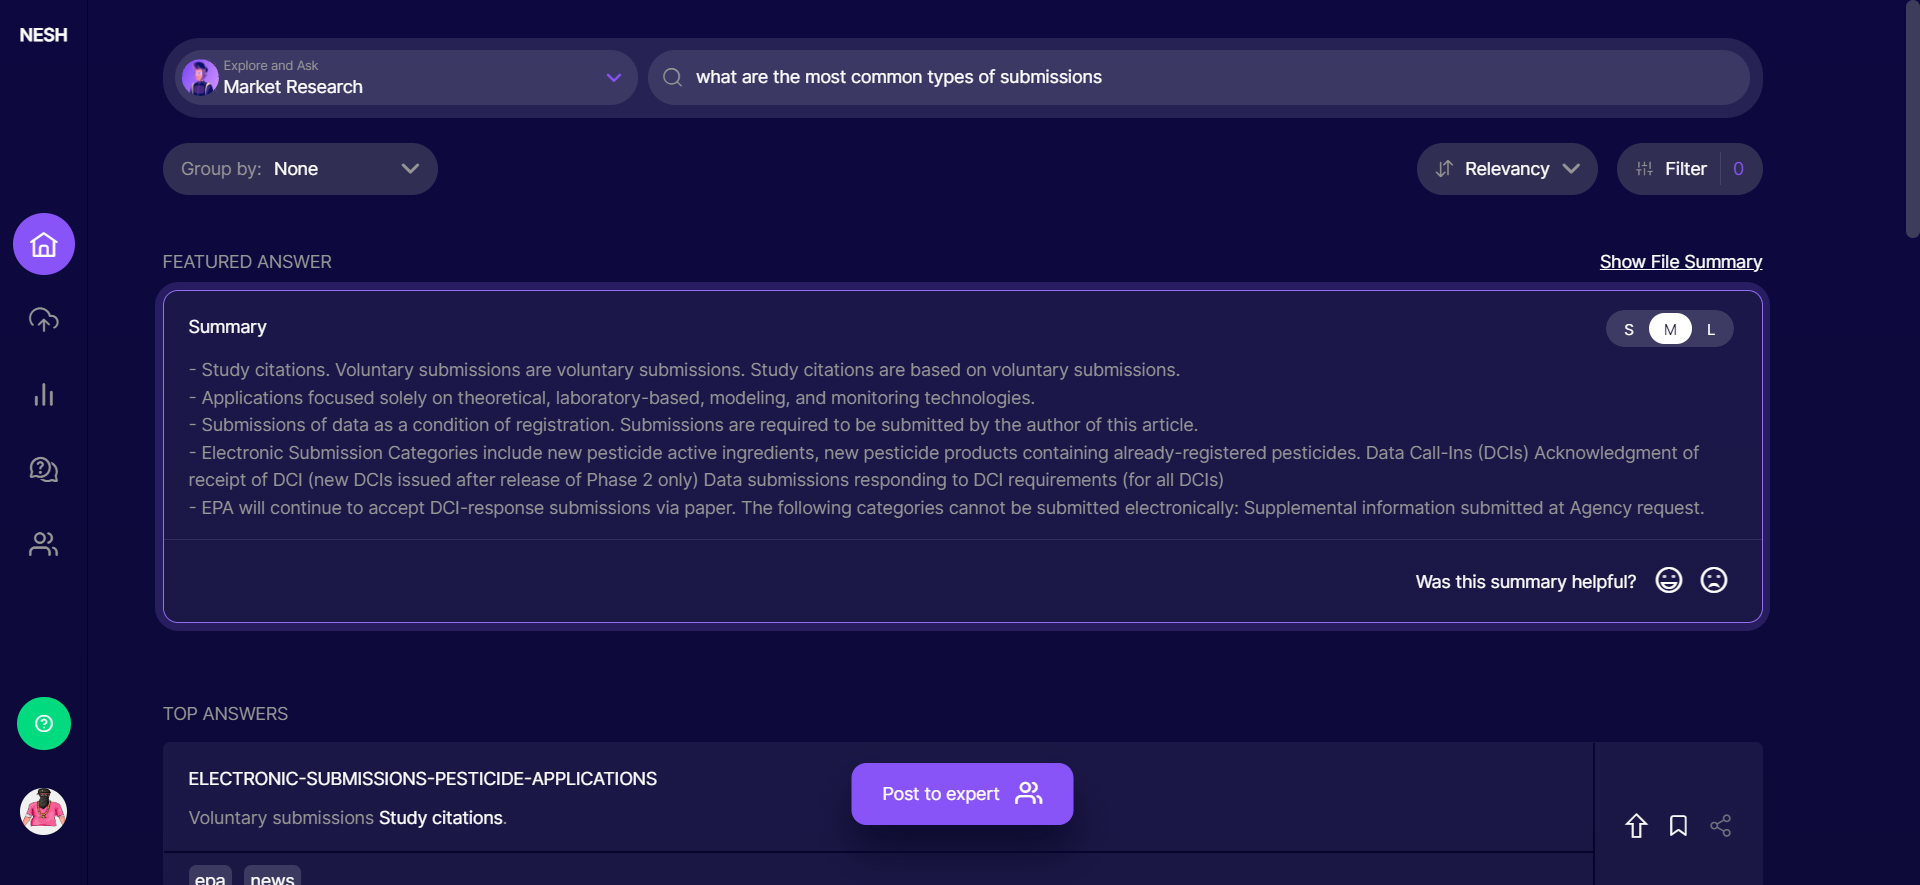 NESH
Explore and Ask
Market Research
what are the most common types of submissions
Group by: None
Relevancy
Filter 0
FEATURED ANSWER
Show File Summary
Summary
S M L
- Study citations. Voluntary submissions are voluntary submissions. Study citations are based on voluntary submissions.
- Applications focused solely on theoretical, laboratory-based, modeling, and monitoring technologies.
- Submissions of data as a condition of registration. Submissions are required to be submitted by the author of this article.
- Electronic Submission Categories include new pesticide active ingredients, new pesticide products containing already-registered pesticides. Data Call-Ins (DCIs) Acknowledgment of
receipt of DCI (new DCIs issued after release of Phase 2 only) Data submissions responding to DCI requirements (for all DCIs)
- EPA will continue to accept DCI-response submissions via paper. The following categories cannot be submitted electronically: Supplemental information submitted at Agency request.
Was this summary helpful?
TOP ANSWERS
ELECTRONIC-SUBMISSIONS-PESTICIDE-APPLICATIONS
Voluntary submissions Study citations.
Post to expert
epa news